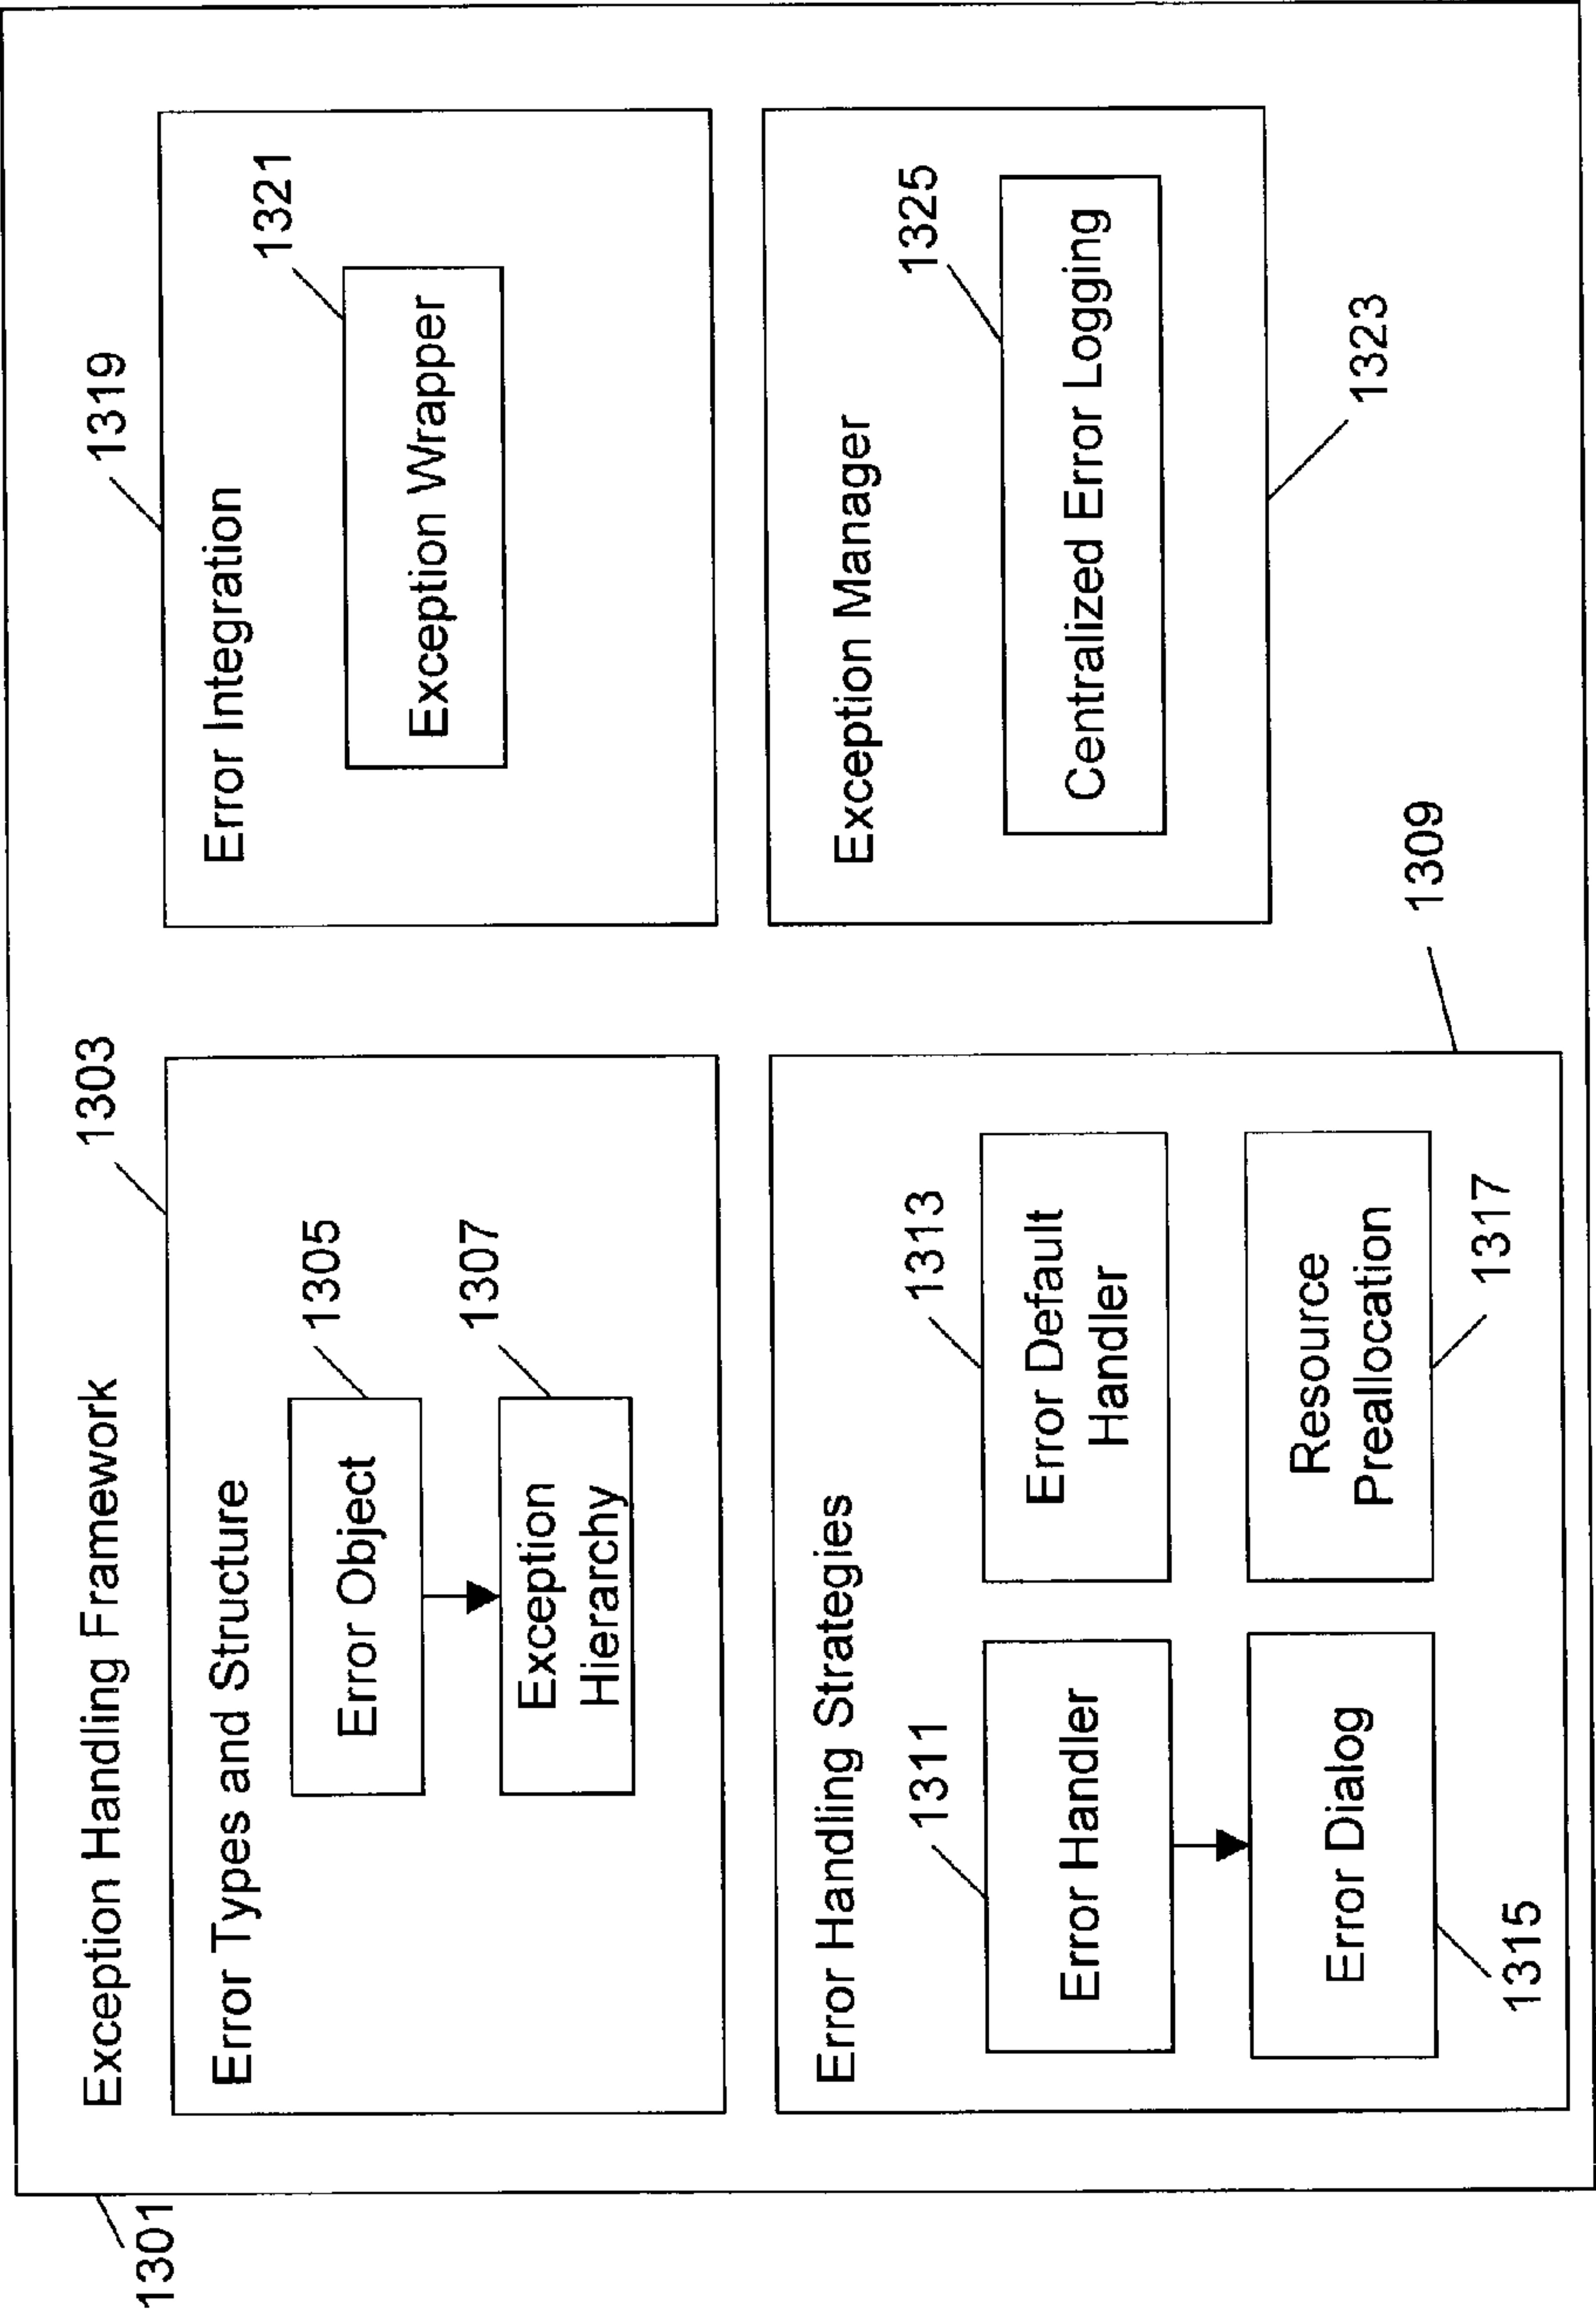 1301
Exception Handling Framework
1303
Error Types and Structure
1305
Error Object
1307
Exception
Hierarchy
1319
Error Integration
1321
Exception Wrapper
Error Handling Strategies
1311
Error Handler
1313
Error Default
Handler
1315
Error Dialog
1317
Resource
Preallocation
1309
Exception Manager
1325
Centralized Error Logging
1323